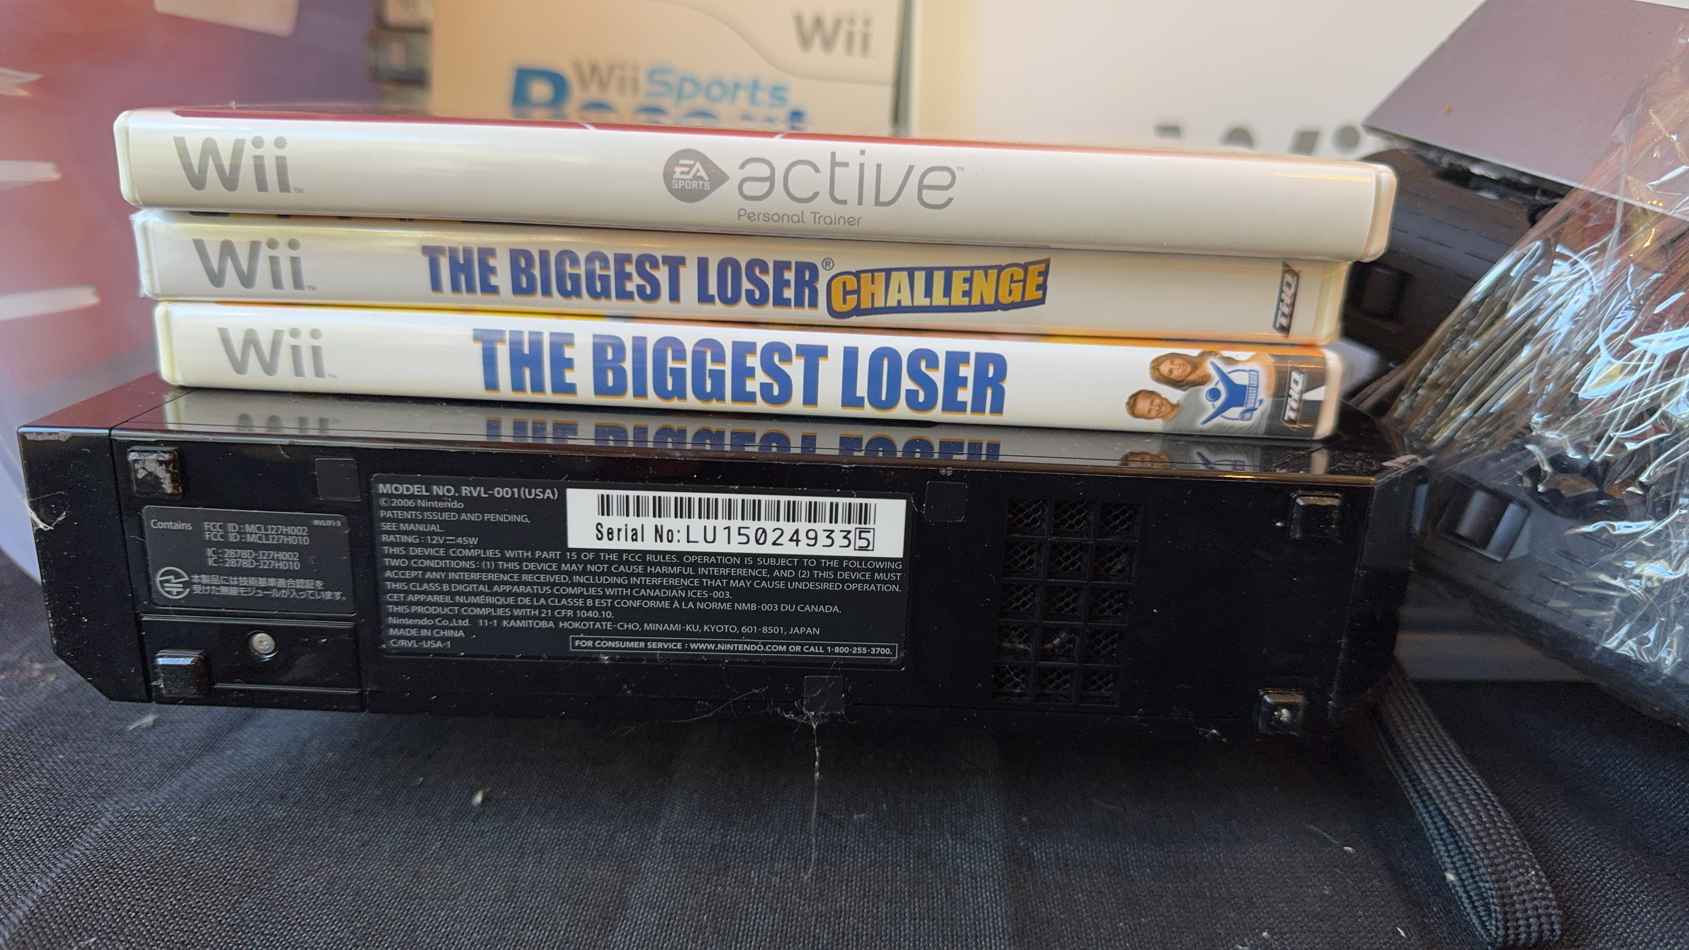 Wii
Wii Sports
Resort
Wii
EA SPORTS active™
Personal Trainer
Wii™
THE BIGGEST LOSER® CHALLENGE
THQ
Wii™
THE BIGGEST LOSER
THQ
Contains
FCC ID:MCLJ27H002
FCC ID:MCLJ27H010
IC:2878D-J27H002
IC:2878D-J27H010
本製品には技術基準適合認証を
受けた無線モジュールが入っています。
MODEL NO. RVL-001(USA)
©2006 Nintendo
PATENTS ISSUED AND PENDING,
SEE MANUAL.
RATING:12V⎓45W
Serial No:LU150249335
THIS DEVICE COMPLIES WITH PART 15 OF THE FCC RULES. OPERATION IS SUBJECT TO THE FOLLOWING
TWO CONDITIONS: (1) THIS DEVICE MAY NOT CAUSE HARMFUL INTERFERENCE, AND (2) THIS DEVICE MUST
ACCEPT ANY INTERFERENCE RECEIVED, INCLUDING INTERFERENCE THAT MAY CAUSE UNDESIRED OPERATION.
THIS CLASS B DIGITAL APPARATUS COMPLIES WITH CANADIAN ICES-003.
CET APPAREIL NUMÉRIQUE DE LA CLASSE B EST CONFORME À LA NORME NMB-003 DU CANADA.
THIS PRODUCT COMPLIES WITH 21 CFR 1040.10.
Nintendo Co.,Ltd. 11-1 KAMITOBA HOKOTATE-CHO, MINAMI-KU, KYOTO, 601-8501, JAPAN
MADE IN CHINA
C/RVL-USA-1
FOR CONSUMER SERVICE : WWW.NINTENDO.COM OR CALL 1-800-255-3700.